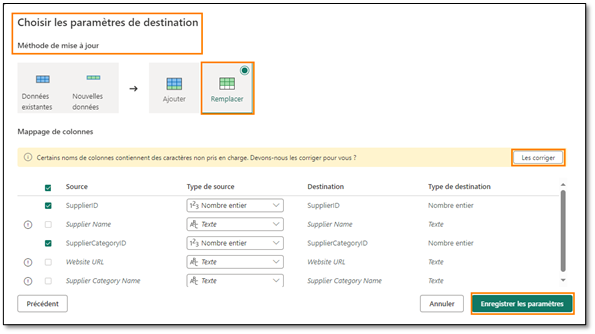 Choisir les paramètres de destination
Méthode de mise à jour
Données existantes
Nouvelles données
Ajouter
Remplacer
Mappage de colonnes
Certains noms de colonnes contiennent des caractères non pris en charge. Devons-nous les corriger pour vous ?
Les corriger
Source Type de source Destination Type de destination
SupplierID 1²₃ Nombre entier SupplierID Nombre entier
Supplier Name Texte Supplier Name Texte
SupplierCategoryID 1²₃ Nombre entier SupplierCategoryID Nombre entier
Website URL Texte Website URL Texte
Supplier Category Name Texte Supplier Category Name Texte
Précédent Annuler Enregistrer les paramètres